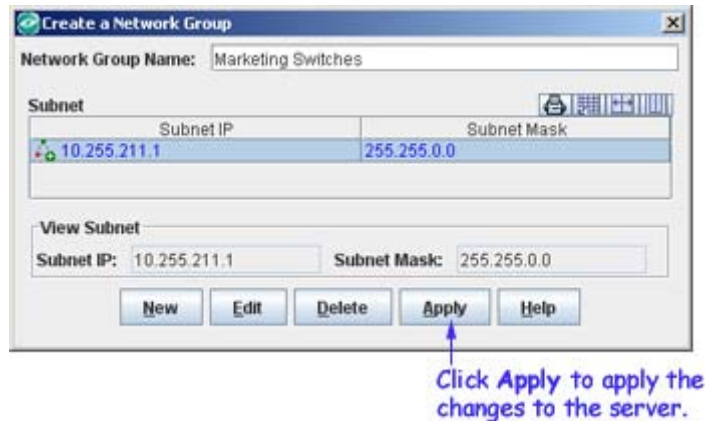 Create a Network Group
Network Group Name: Marketing Switches
Subnet
Subnet IP Subnet Mask
10.255.211.1 255.255.0.0
View Subnet
Subnet IP: 10.255.211.1 Subnet Mask: 255.255.0.0
New Edit Delete Apply Help
Click Apply to apply the
changes to the server.